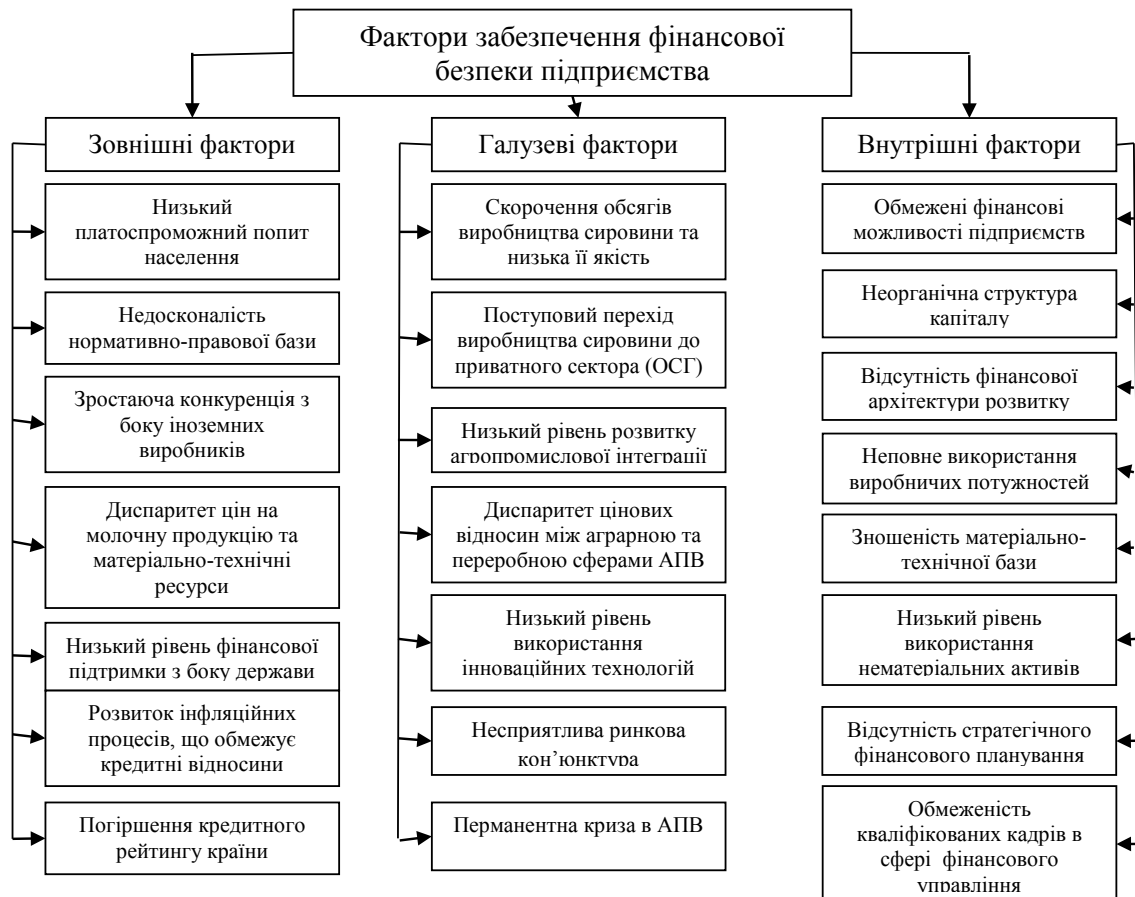 Фактори забезпечення фінансової
безпеки підприємства
Зовнішні фактори
Низький
платоспроможний попит
населення
Недосконалість
нормативно-правової бази
Зростаюча конкуренція з
боку іноземних
виробників
Диспаритет цін на
молочну продукцію та
матеріально-технічні
ресурси
Низький рівень фінансової
підтримки з боку держави
Розвиток інфляційних
процесів, що обмежує
кредитні відносини
Погіршення кредитного
рейтингу країни
Галузеві фактори
Скорочення обсягів
виробництва сировини та
низька її якість
Поступовий перехід
виробництва сировини до
приватного сектора (ОСГ)
Низький рівень розвитку
агропромислової інтеграції
Диспаритет цінових
відносин між аграрною та
переробною сферами АПВ
Низький рівень
використання
інноваційних технологій
Несприятлива ринкова
кон’юнктура
Перманентна криза в АПВ
Внутрішні фактори
Обмежені фінансові
можливості підприємств
Неорганічна структура
капіталу
Відсутність фінансової
архітектури розвитку
Неповне використання
виробничих потужностей
Зношеність матеріально-
технічної бази
Низький рівень
використання
нематеріальних активів
Відсутність стратегічного
фінансового планування
Обмеженість
кваліфікованих кадрів в
сфері фінансового
управління